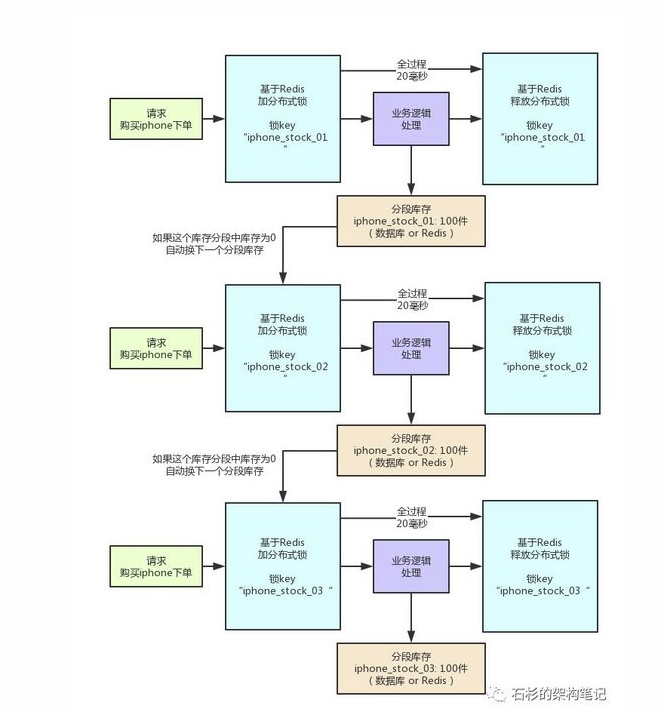 全过程
20毫秒
请求
购买iphone下单
基于Redis
加分布式锁
锁key
“iphone_stock_01
”
业务逻辑
处理
基于Redis
释放分布式锁
锁key
“iphone_stock_01
”
分段库存
iphone_stock_01: 100件
（数据库 or Redis）
如果这个库存分段中库存为0
自动换下一个分段库存
全过程
20毫秒
请求
购买iphone下单
基于Redis
加分布式锁
锁key
“iphone_stock_02
”
业务逻辑
处理
基于Redis
释放分布式锁
锁key
“iphone_stock_02
”
分段库存
iphone_stock_02: 100件
（数据库 or Redis）
如果这个库存分段中库存为0
自动换下一个分段库存
全过程
20毫秒
请求
购买iphone下单
基于Redis
加分布式锁
锁key
“iphone_stock_03 ”
业务逻辑
处理
基于Redis
释放分布式锁
锁key
“iphone_stock_03 ”
分段库存
iphone_stock_03: 100件
（数据库 or Redis）
石杉的架构笔记